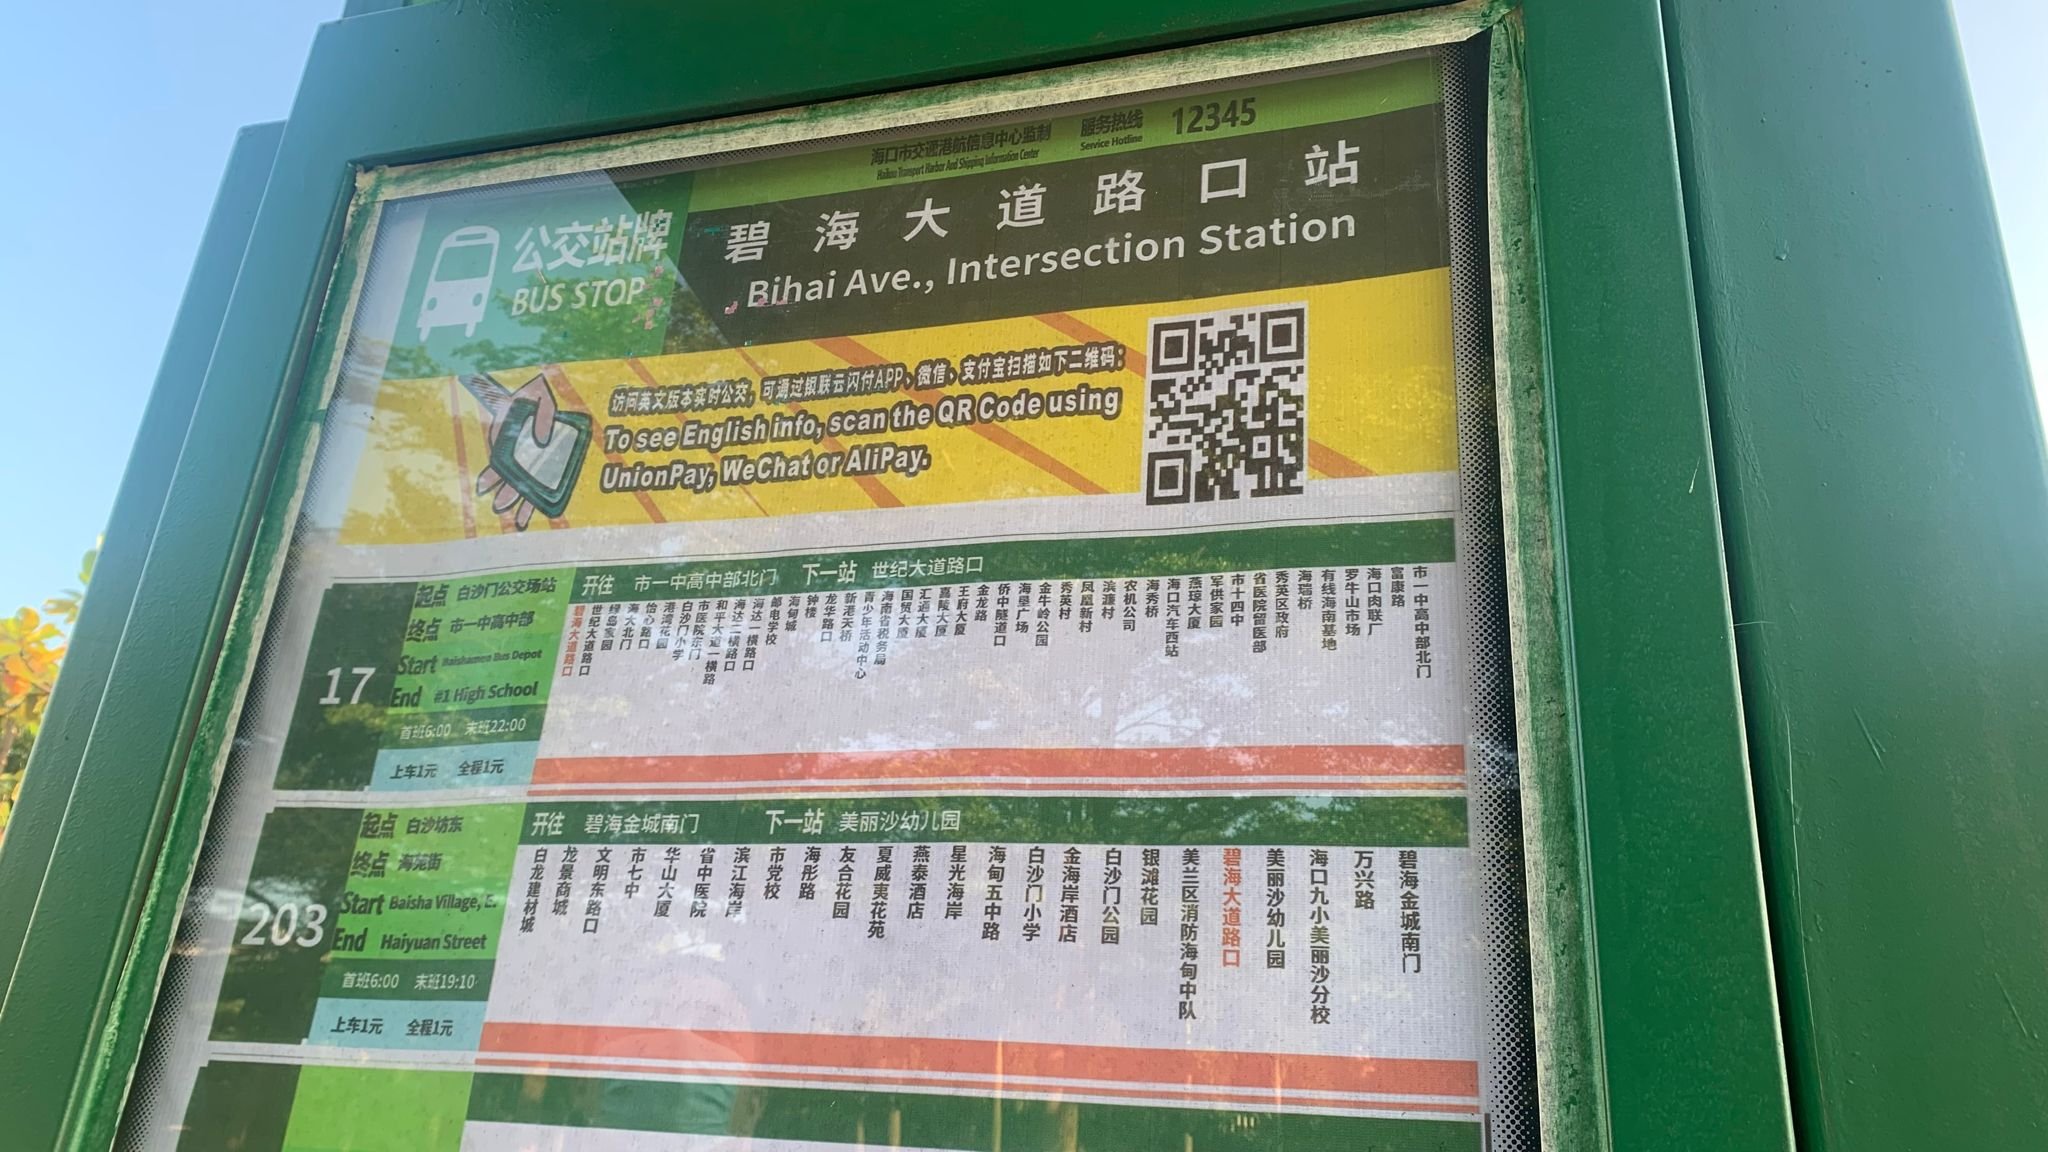 海口市交通港航信息中心监制
Haikou Transport Harbor And Shipping Information Center
服务热线
Service Hotline
12345
公交站牌
BUS STOP
碧海大道路口站
Bihai Ave., Intersection Station
访问英文版本实时公交，可通过银联云闪付APP、微信、支付宝扫描如下二维码：
To see English info, scan the QR Code using
UnionPay, WeChat or AliPay.
17
起点 白沙门公交场站
终点 市一中高中部
Start Baishamen Bus Depot
End #1 High School
首班6:00 末班22:00
上车1元 全程1元
开往 市一中高中部北门 下一站 世纪大道路口
碧海大道路口
世纪大道路口
绿岛家园
海大北门
怡心路口
港湾花园
白沙门小学
市医院东门
和平大道一横路
海达二横路口
海达一横路口
邮电学校
海甸城
钟楼
龙华路口
新港天桥
青少年活动中心
海南省税务局
国贸大厦
汇通大厦
嘉陵大厦
王府大厦
金龙路
侨中隧道口
海垦广场
金牛岭公园
秀英村
凤凰新村
滨濂村
农机公司
海秀桥
海口汽车西站
燕琼大厦
军供家园
市十四中
省医院留医部
秀英区政府
海瑞桥
有线海南基地
罗牛山市场
海口肉联厂
富康路
市一中高中部北门
203
起点 白沙坊东
终点 海苑街
Start Baisha Village, E.
End Haiyuan Street
首班6:00 末班19:10
上车1元 全程1元
开往 碧海金城南门 下一站 美丽沙幼儿园
白龙建材城
龙景商城
文明东路口
市七中
华山大厦
省中医院
滨江海岸
市党校
海彤路
友合花园
夏威夷花苑
燕泰酒店
星光海岸
海甸五中路
白沙门小学
金海岸酒店
白沙门公园
银滩花园
美兰区消防海甸中队
碧海大道路口
美丽沙幼儿园
海口九小美丽沙分校
万兴路
碧海金城南门